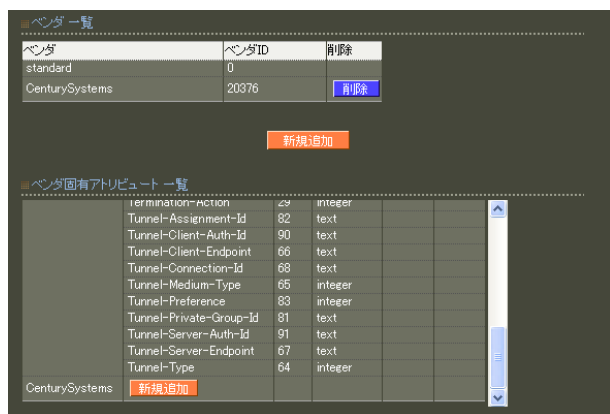 ベンダ 一覧
ベンダ ベンダID 削除
standard 0
CenturySystems 20376 削除
新規追加
ベンダ固有アトリビュート 一覧
Termination-Action 29 integer
Tunnel-Assignment-Id 82 text
Tunnel-Client-Auth-Id 90 text
Tunnel-Client-Endpoint 66 text
Tunnel-Connection-Id 68 text
Tunnel-Medium-Type 65 integer
Tunnel-Preference 83 integer
Tunnel-Private-Group-Id 81 text
Tunnel-Server-Auth-Id 91 text
Tunnel-Server-Endpoint 67 text
Tunnel-Type 64 integer
CenturySystems 新規追加